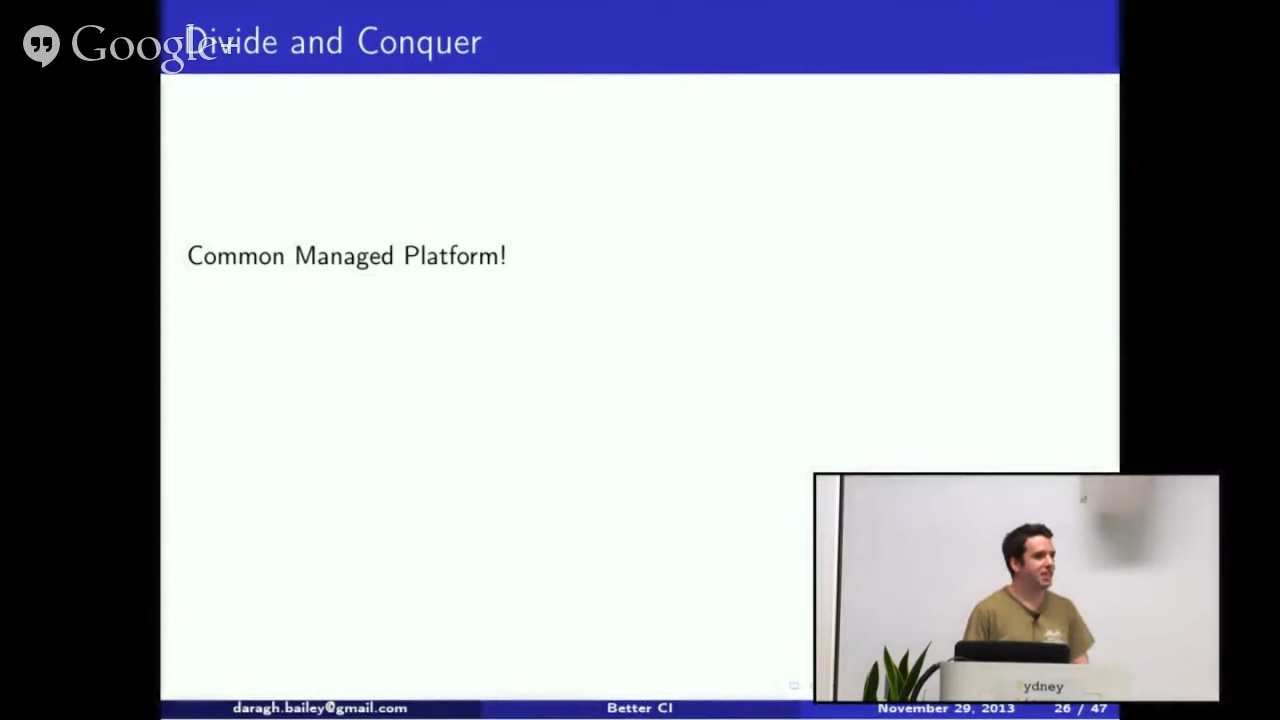 Google+
Divide and Conquer
Common Managed Platform!
ydney
daragh.bailey@gmail.com
Better CI
November 29, 2013
26 / 47